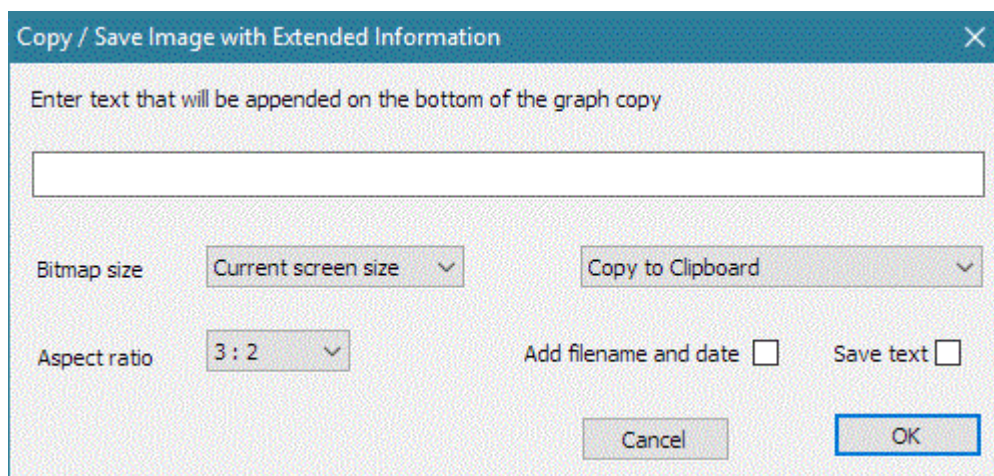 Copy / Save Image with Extended Information
Enter text that will be appended on the bottom of the graph copy
Bitmap size
Current screen size
Copy to Clipboard
Aspect ratio
3 : 2
Add filename and date
Save text
Cancel
OK